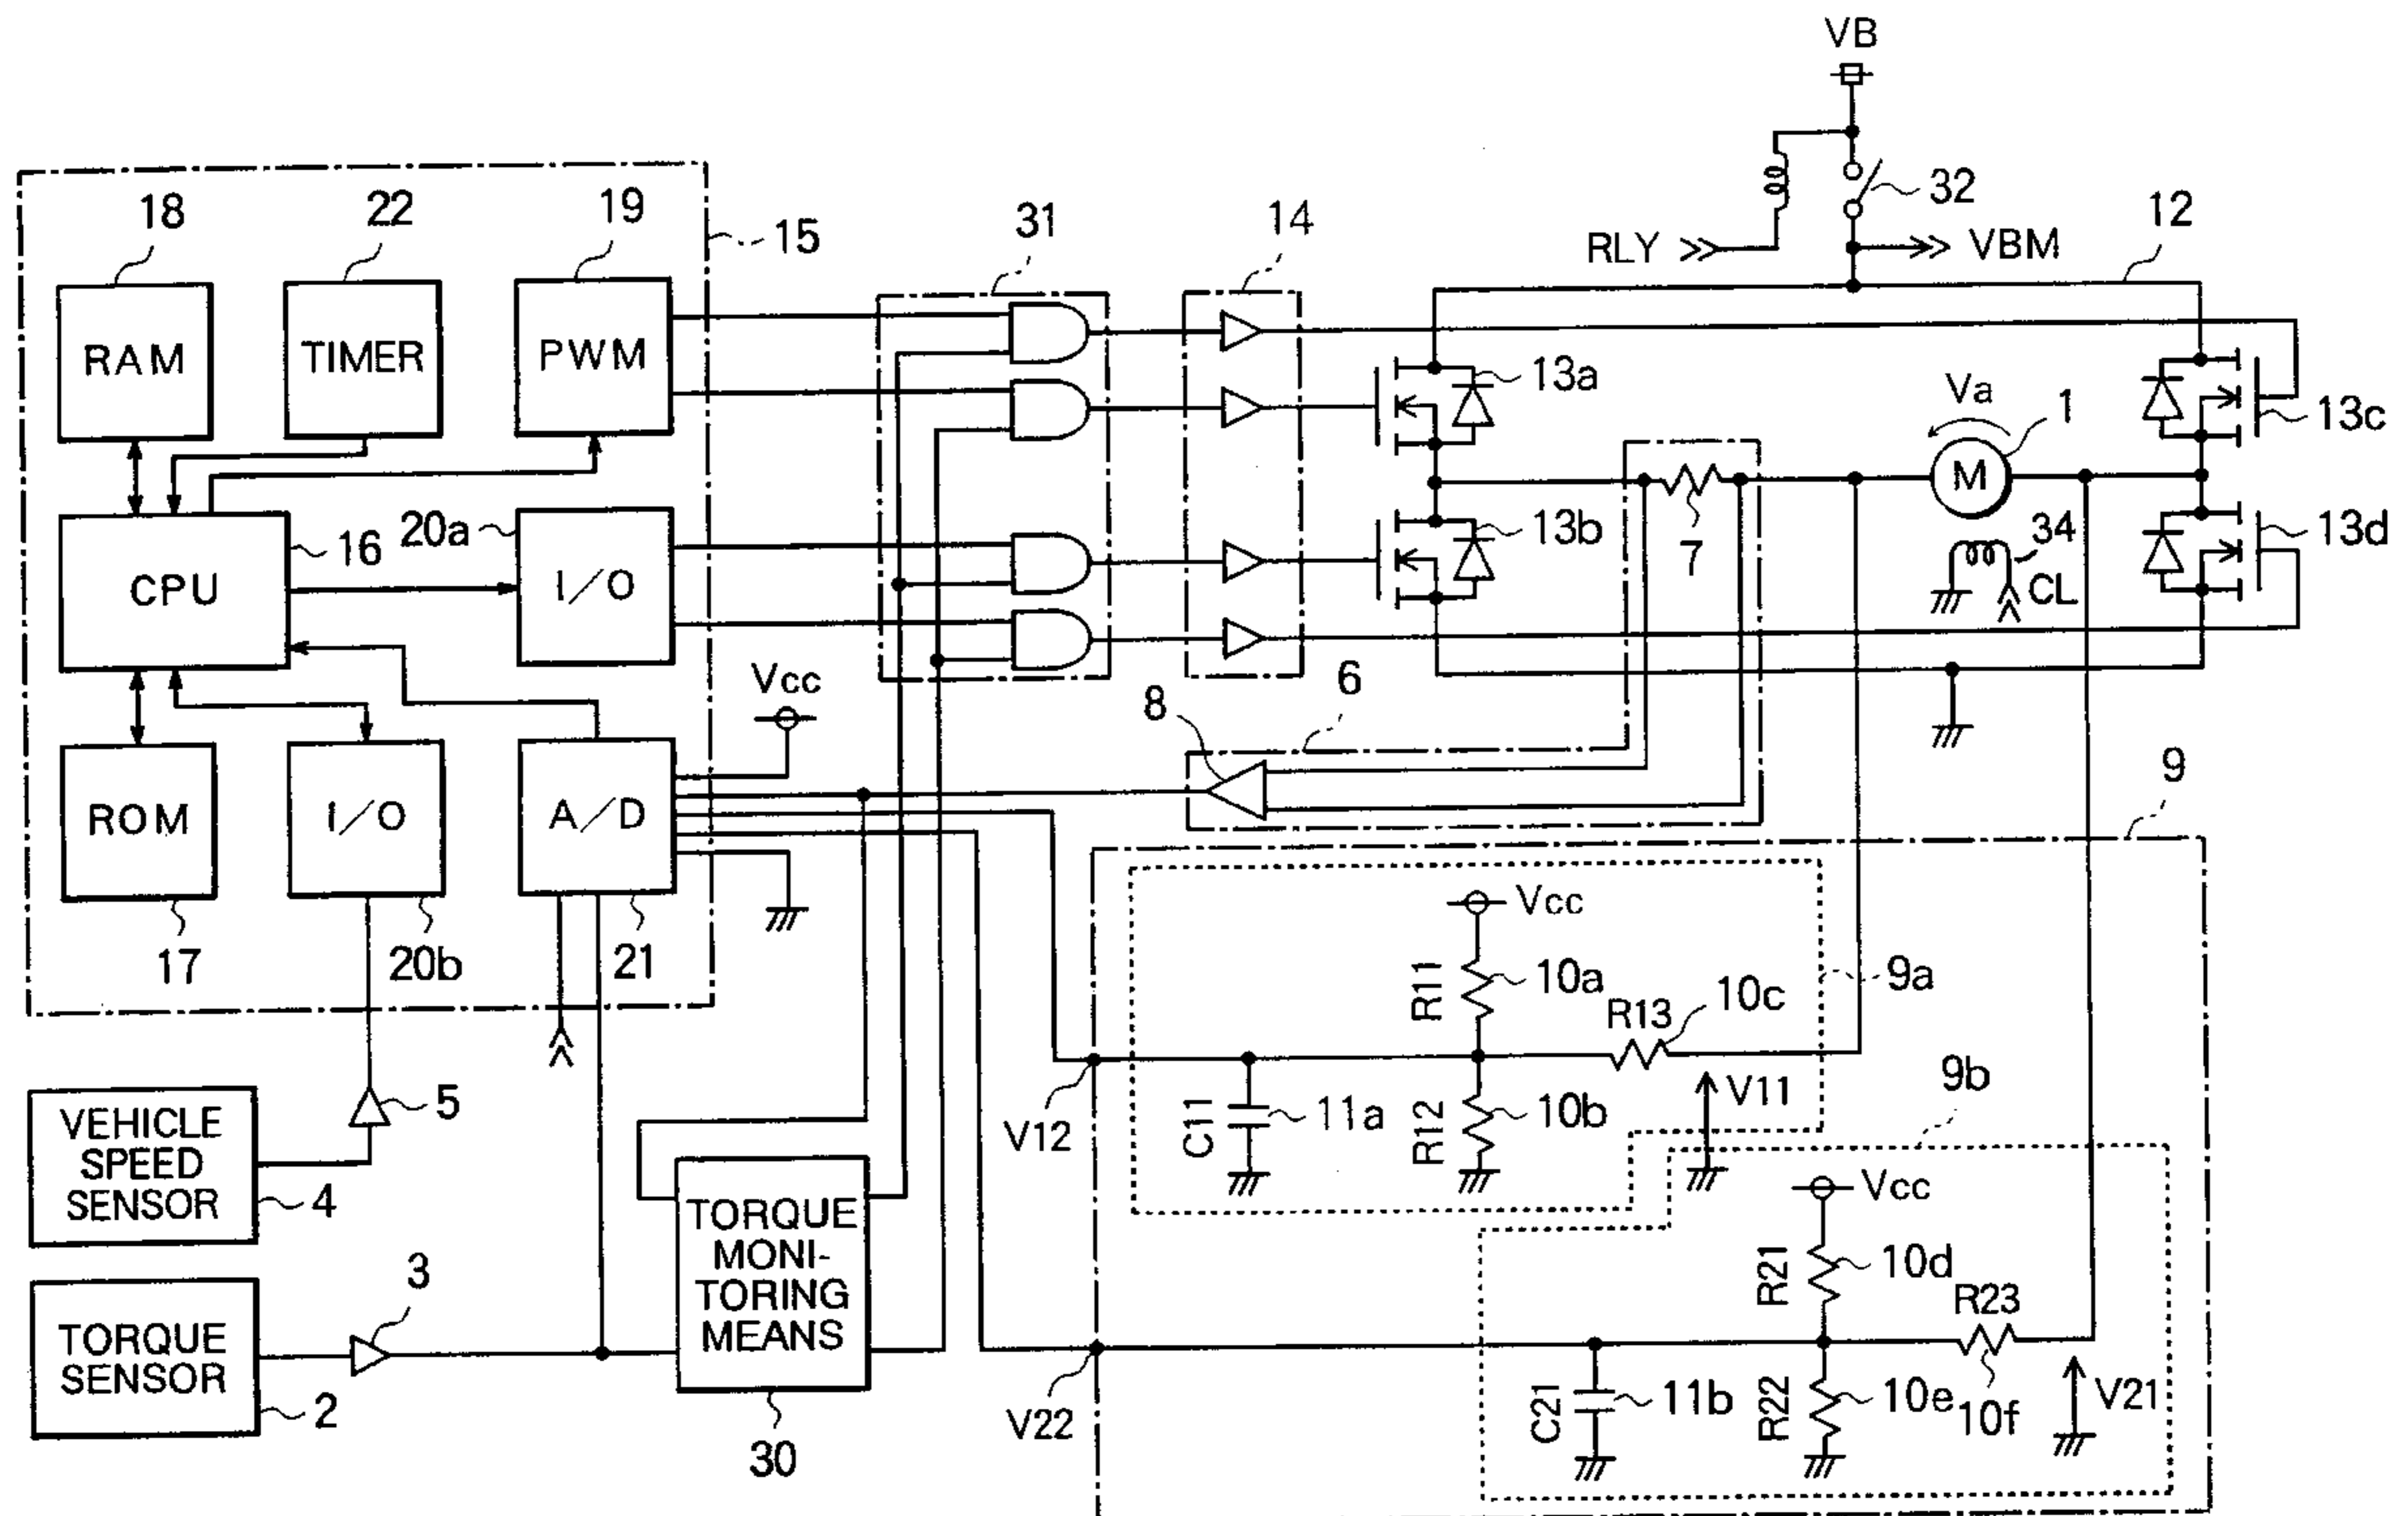 VB
32
RLY
VBM
12
18
22
19
15
31
14
RAM
TIMER
PWM
13a
Va
1
13c
M
16
20a
CPU
I/O
13b
7
34
13d
CL
Vcc
8
6
9
ROM
I/O
A/D
17
20b
21
Vcc
R11
10a
R13
10c
9a
VEHICLE
SPEED
SENSOR
4
5
V12
C11
11a
R12
10b
V11
9b
TORQUE
SENSOR
2
3
TORQUE
MONI-
TORING
MEANS
30
Vcc
R21
10d
R23
V22
C21
11b
R22
10e
10f
V21